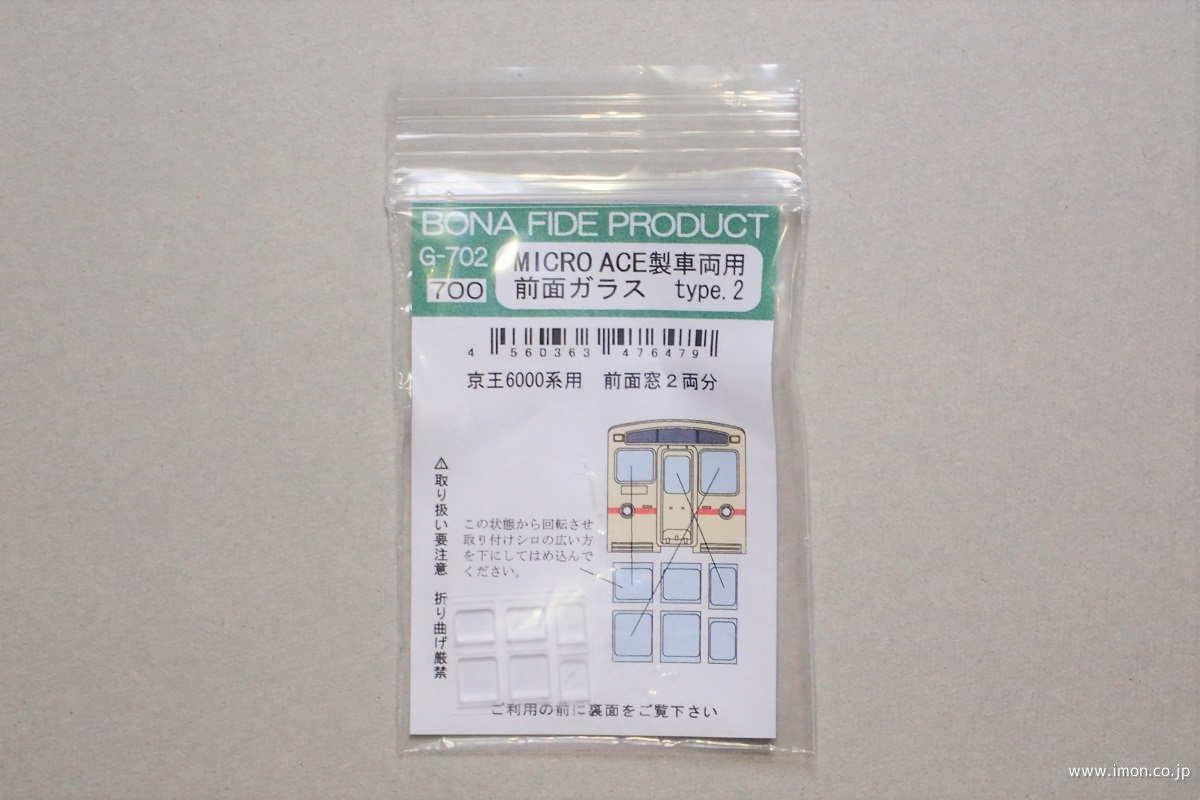 BONA FIDE PRODUCT
G-702
700
MICRO ACE製車両用
前面ガラス type.2
4 560363 476479
京王6000系用 前面窓2両分
⚠取り扱い要注意 折り曲げ厳禁
この状態から回転させ
取り付けシロの広い方
を下にしてはめ込んで
ください。
ご利用の前に裏面をご覧下さい
www.imon.co.jp